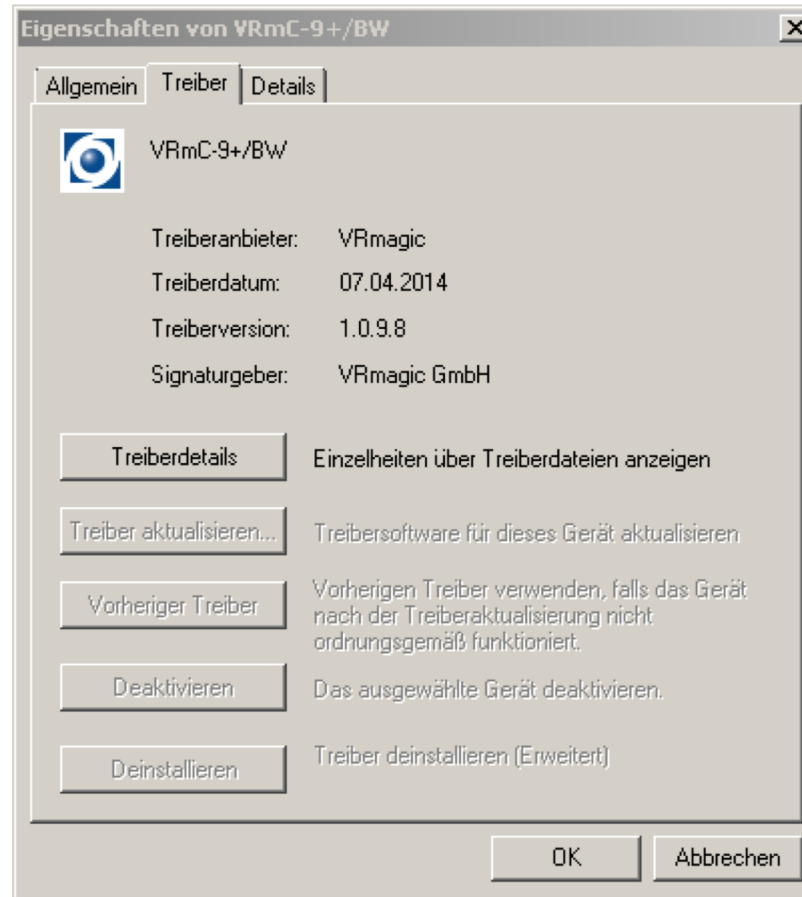 Eigenschaften von VRmC-9+/BW
Allgemein
Treiber
Details
VRmC-9+/BW
Treiberanbieter: VRmagic
Treiberdatum: 07.04.2014
Treiberversion: 1.0.9.8
Signaturgeber: VRmagic GmbH
Treiberdetails
Einzelheiten über Treiberdateien anzeigen
Treiber aktualisieren...
Treibersoftware für dieses Gerät aktualisieren
Vorheriger Treiber
Vorherigen Treiber verwenden, falls das Gerät
nach der Treiberaktualisierung nicht
ordnungsgemäß funktioniert.
Deaktivieren
Das ausgewählte Gerät deaktivieren.
Deinstallieren
Treiber deinstallieren (Erweitert)
OK
Abbrechen